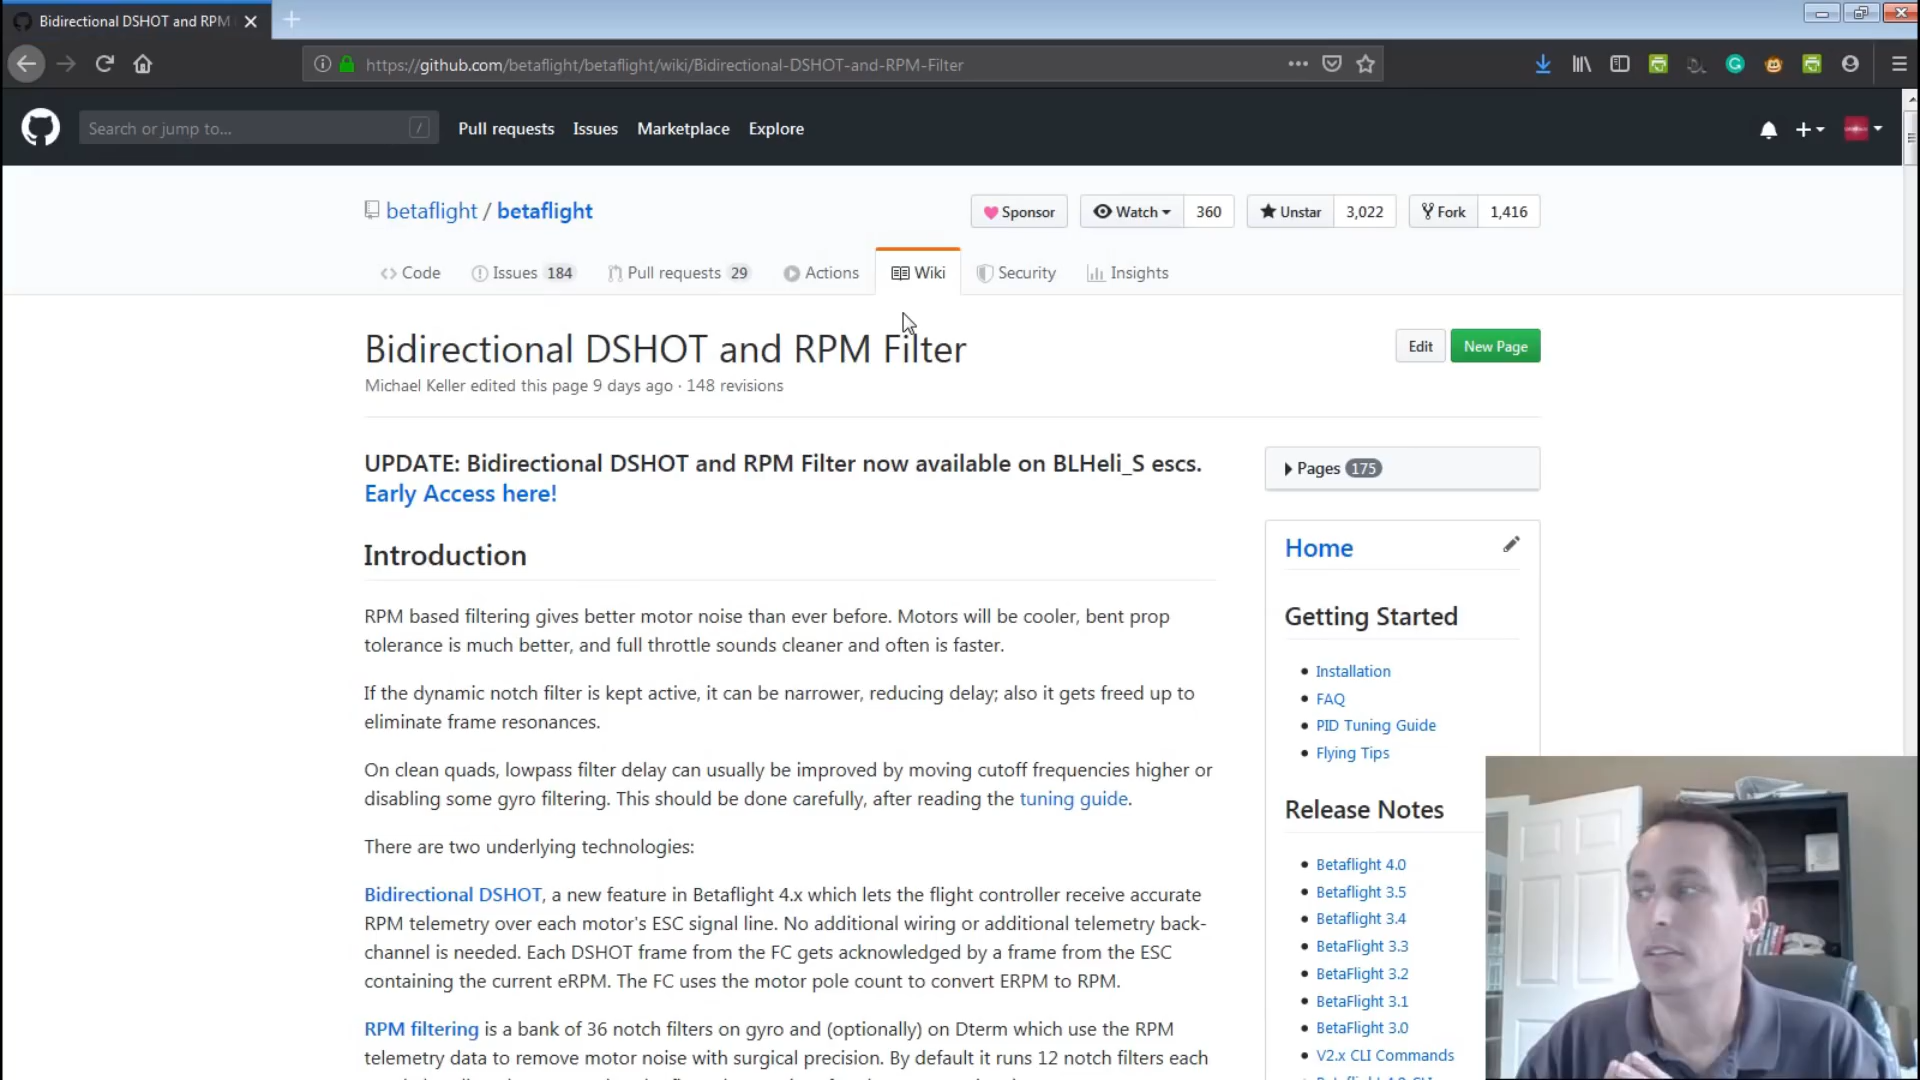 Bidirectional DSHOT and RPM
https://github.com/betaflight/betaflight/wiki/Bidirectional-DSHOT-and-RPM-Filter
Search or jump to... /
Pull requests Issues Marketplace Explore
betaflight / betaflight
Sponsor Watch 360 Unstar 3,022 Fork 1,416
Code Issues 184 Pull requests 29 Actions Wiki Security Insights
Bidirectional DSHOT and RPM Filter
Edit New Page
Michael Keller edited this page 9 days ago · 148 revisions
UPDATE: Bidirectional DSHOT and RPM Filter now available on BLHeli_S escs.
Early Access here!
Introduction
RPM based filtering gives better motor noise than ever before. Motors will be cooler, bent prop
tolerance is much better, and full throttle sounds cleaner and often is faster.
If the dynamic notch filter is kept active, it can be narrower, reducing delay; also it gets freed up to
eliminate frame resonances.
On clean quads, lowpass filter delay can usually be improved by moving cutoff frequencies higher or
disabling some gyro filtering. This should be done carefully, after reading the tuning guide.
There are two underlying technologies:
Bidirectional DSHOT, a new feature in Betaflight 4.x which lets the flight controller receive accurate
RPM telemetry over each motor's ESC signal line. No additional wiring or additional telemetry back-
channel is needed. Each DSHOT frame from the FC gets acknowledged by a frame from the ESC
containing the current eRPM. The FC uses the motor pole count to convert ERPM to RPM.
RPM filtering is a bank of 36 notch filters on gyro and (optionally) on Dterm which use the RPM
telemetry data to remove motor noise with surgical precision. By default it runs 12 notch filters each
Pages 175
Home
Getting Started
Installation
FAQ
PID Tuning Guide
Flying Tips
Release Notes
Betaflight 4.0
Betaflight 3.5
Betaflight 3.4
BetaFlight 3.3
BetaFlight 3.2
BetaFlight 3.1
BetaFlight 3.0
V2.x CLI Commands